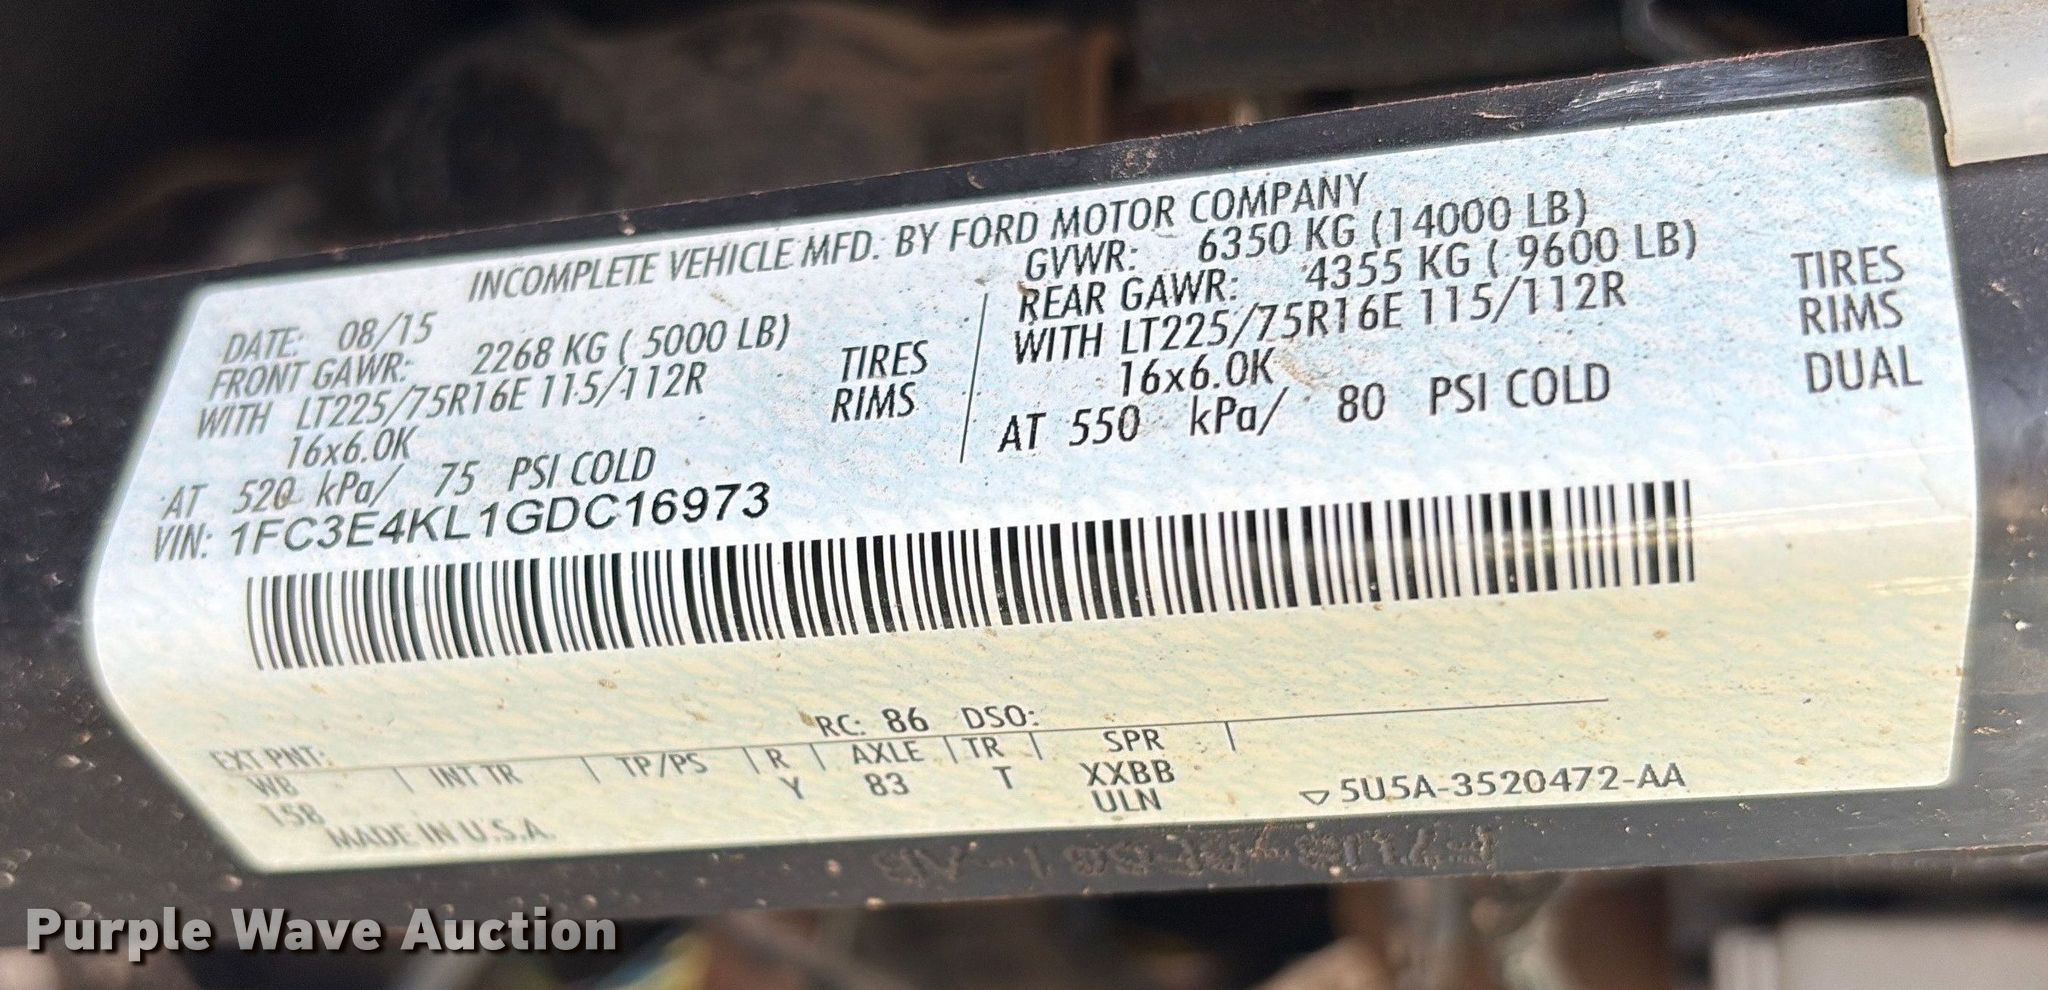 INCOMPLETE VEHICLE MFD. BY FORD MOTOR COMPANY
DATE: 08/15
GVWR: 6350 KG (14000 LB)
FRONT GAWR: 2268 KG ( 5000 LB)
REAR GAWR: 4355 KG ( 9600 LB)
WITH LT225/75R16E 115/112R TIRES
WITH LT225/75R16E 115/112R TIRES
16x6.0K RIMS
16x6.0K RIMS
AT 520 kPa/ 75 PSI COLD
AT 550 kPa/ 80 PSI COLD DUAL
VIN: 1FC3E4KL1GDC16973
EXT PNT: RC: 86 DSO:
WB | INT TR | TP/PS | R | AXLE | TR | SPR |
158 Y 83 T XXBB
ULN
MADE IN U.S.A.
▽5U5A-3520472-AA
Purple Wave Auction